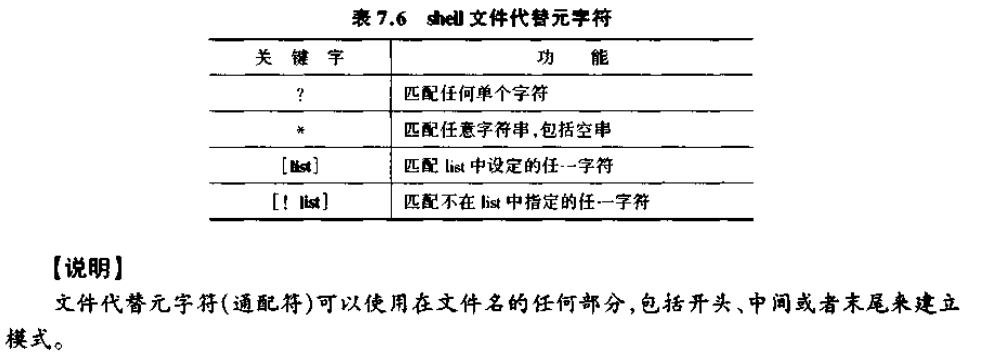 表 7.6 shell 文件代替元字符
关 键 字 功 能
? 匹配任何单个字符
* 匹配任意字符串,包括空串
[list] 匹配 list 中设定的任一字符
[! list] 匹配不在 list 中指定的任一字符
【说明】
文件代替元字符(通配符)可以使用在文件名的任何部分,包括开头、中间或者末尾来建立
模式。